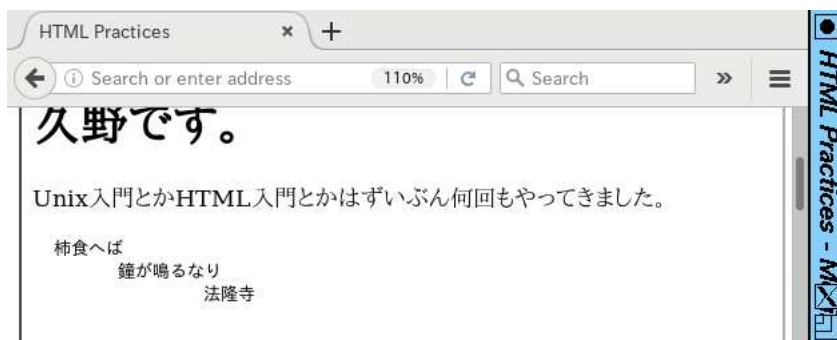 HTML Practices
Search or enter address
110%
Search
久野です。
Unix入門とかHTML入門とかはずいぶん何回もやってきました。
柿食へば
鐘が鳴るなり
法隆寺
HTML Practices - M